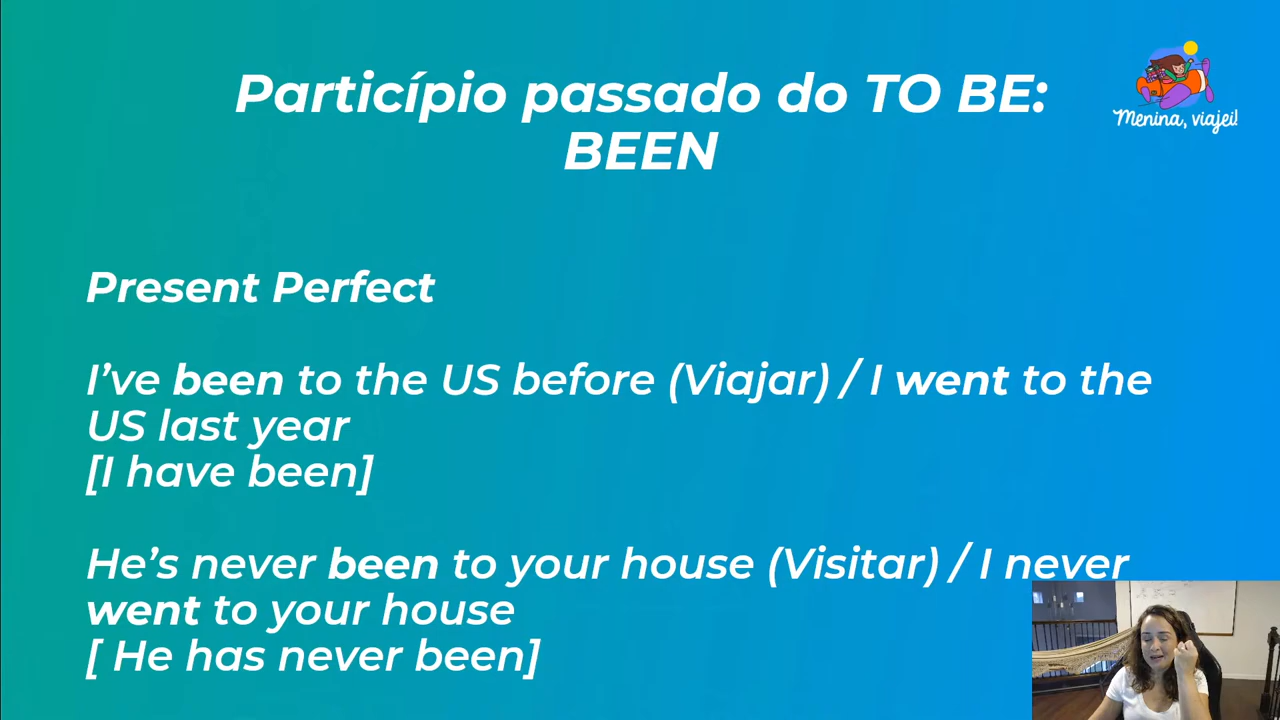 Particípio passado do TO BE:
BEEN
Menina, viajei!
Present Perfect
I’ve been to the US before (Viajar) / I went to the
US last year
[I have been]
He’s never been to your house (Visitar) / I never
went to your house
[ He has never been]